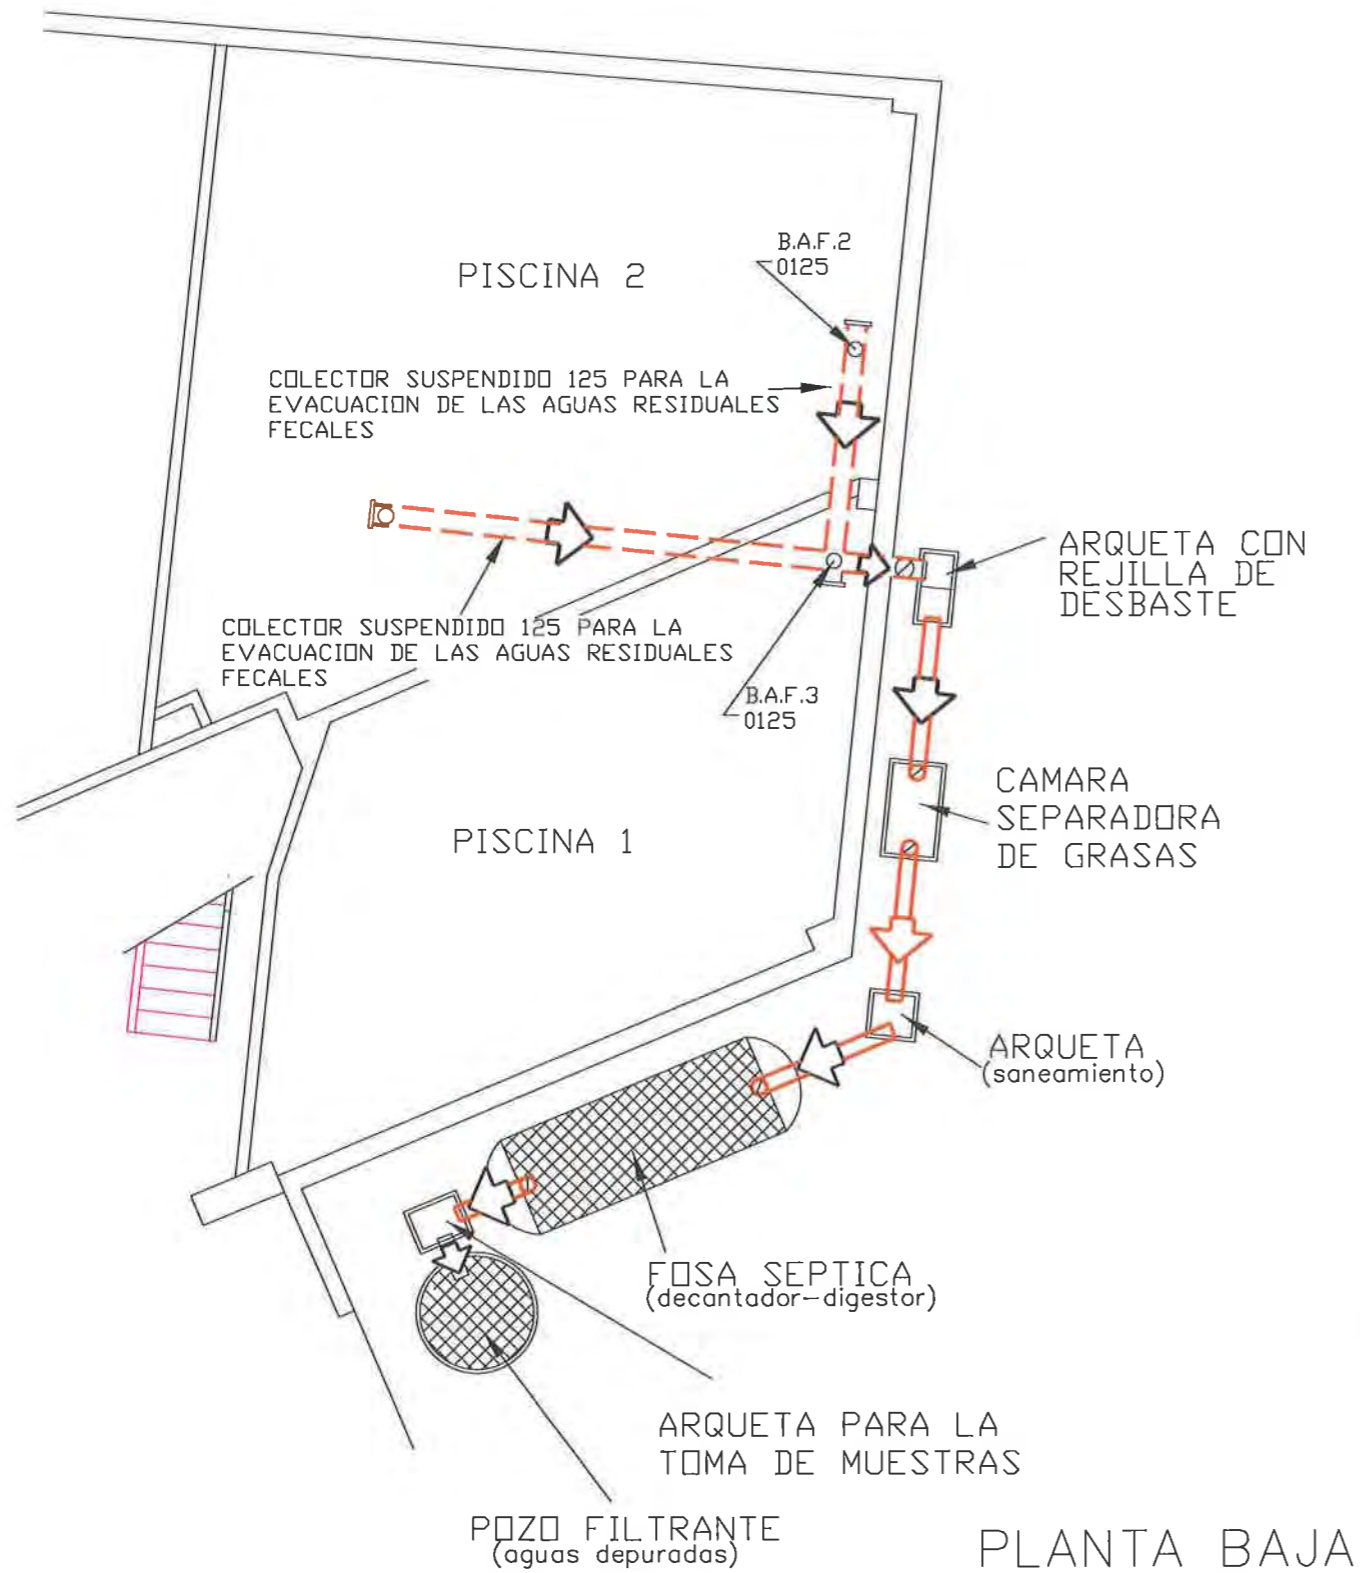 B.A.F.2
0125
PISCINA 2
COLECTOR SUSPENDIDO 125 PARA LA
EVACUACION DE LAS AGUAS RESIDUALES
FECALES
ARQUETA CON
REJILLA DE
DESBASTE
COLECTOR SUSPENDIDO 125 PARA LA
EVACUACION DE LAS AGUAS RESIDUALES
FECALES
B.A.F.3
0125
CAMARA
SEPARADORA
DE GRASAS
PISCINA 1
ARQUETA
(saneamiento)
FOSA SEPTICA
(decantador-digestor)
ARQUETA PARA LA
TOMA DE MUESTRAS
POZO FILTRANTE
(aguas depuradas)
PLANTA BAJA